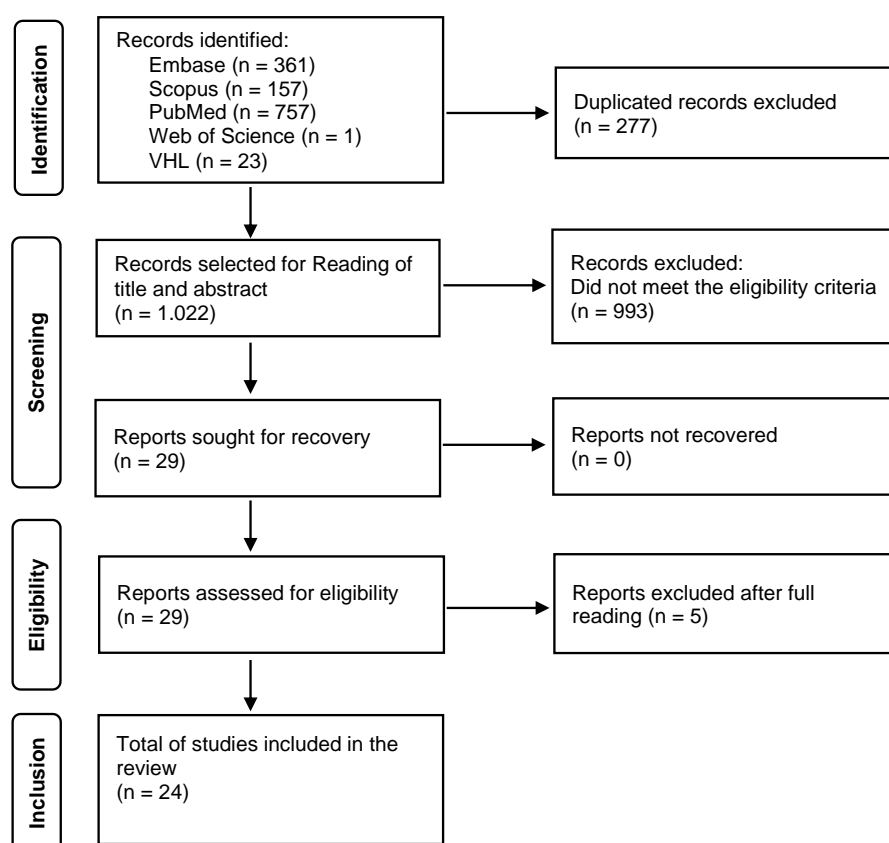 Identification
Records identified:
Embase (n = 361)
Scopus (n = 157)
PubMed (n = 757)
Web of Science (n = 1)
VHL (n = 23)
Duplicated records excluded
(n = 277)
Screening
Records selected for Reading of
title and abstract
(n = 1.022)
Records excluded:
Did not meet the eligibility criteria
(n = 993)
Reports sought for recovery
(n = 29)
Reports not recovered
(n = 0)
Eligibility
Reports assessed for eligibility
(n = 29)
Reports excluded after full
reading (n = 5)
Inclusion
Total of studies included in the
review
(n = 24)